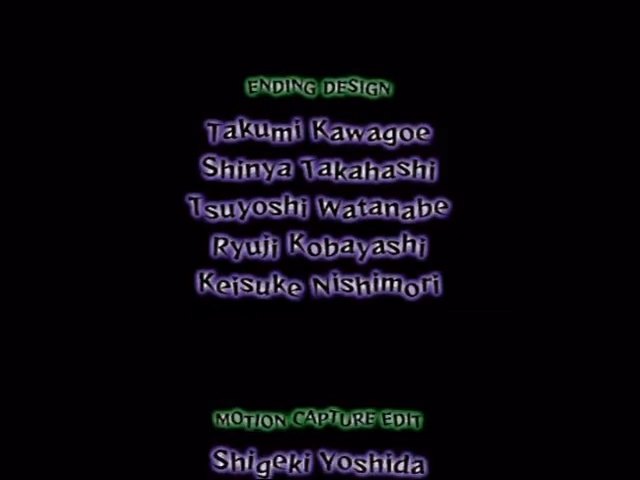 ENDING DESIGN
Takumi Kawagoe
Shinya Takahashi
Tsuyoshi Watanabe
Ryuji Kobayashi
Keisuke Nishimori
MOTION CAPTURE EDIT
Shigeki Yoshida